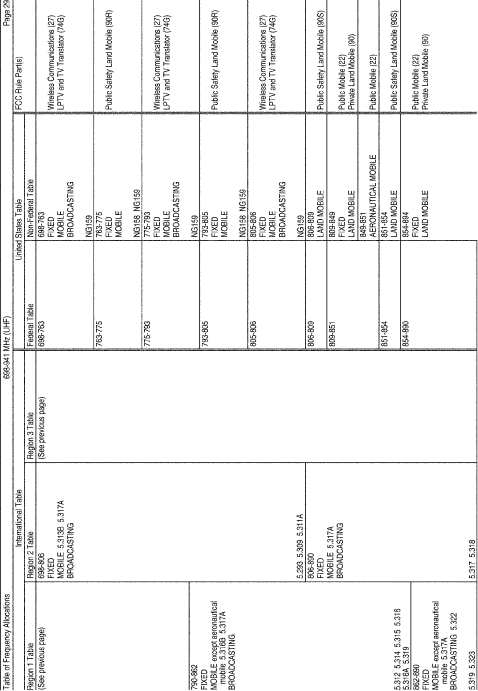 Table of Frequency Allocations
698-941 MHz (UHF)
Page 29
International Table
United States Table
FCC Rule Part(s)
Region 1 Table
Region 2 Table
Region 3 Table
Federal Table
Non-Federal Table
(See previous page)
790-862
FIXED
MOBILE except aeronautical
mobile 5.316B 5.317A
BROADCASTING
5.312 5.314 5.315 5.316
5.316A 5.319
862-890
FIXED
MOBILE except aeronautical
mobile 5.317A
BROADCASTING 5.322
5.319 5.323
698-806
FIXED
MOBILE 5.313B 5.317A
BROADCASTING
5.293 5.309 5.311A
806-890
FIXED
MOBILE 5.317A
BROADCASTING
5.317 5.318
(See previous page)
698-763
763-775
775-793
793-805
805-806
806-809
809-851
851-854
854-890
698-763
FIXED
MOBILE
BROADCASTING
NG159
763-775
FIXED
MOBILE
NG158 NG159
775-793
FIXED
MOBILE
BROADCASTING
NG159
793-805
FIXED
MOBILE
NG158 NG159
805-806
FIXED
MOBILE
BROADCASTING
NG159
806-809
LAND MOBILE
809-849
FIXED
LAND MOBILE
849-851
AERONAUTICAL MOBILE
851-854
LAND MOBILE
854-894
FIXED
LAND MOBILE
Wireless Communications (27)
LPTV and TV Translator (74G)
Public Safety Land Mobile (90R)
Wireless Communications (27)
LPTV and TV Translator (74G)
Public Safety Land Mobile (90R)
Wireless Communications (27)
LPTV and TV Translator (74G)
Public Safety Land Mobile (90S)
Public Mobile (22)
Private Land Mobile (90)
Public Mobile (22)
Public Safety Land Mobile (90S)
Public Mobile (22)
Private Land Mobile (90)